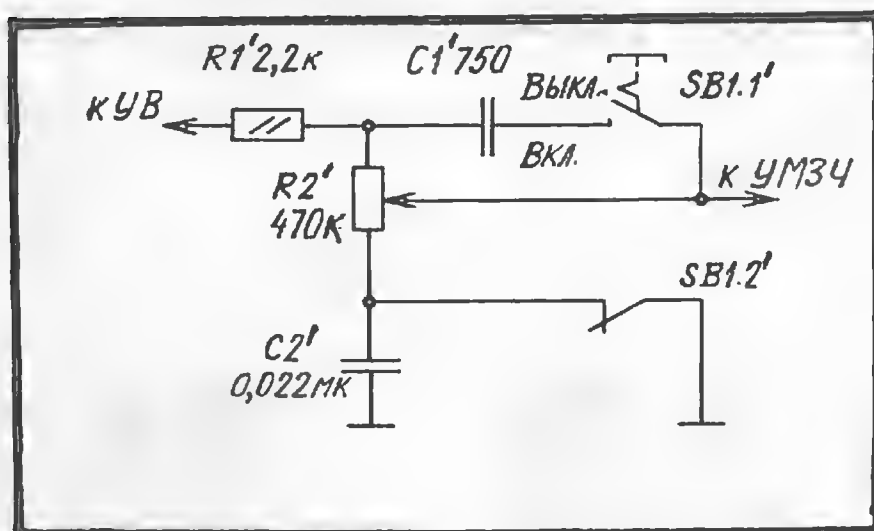 R1' 2,2к
C1' 750
ВЫКЛ.
SB1.1'
к УВ
ВКЛ.
R2'
470к
к УМЗЧ
SB1.2'
C2'
0,022мк